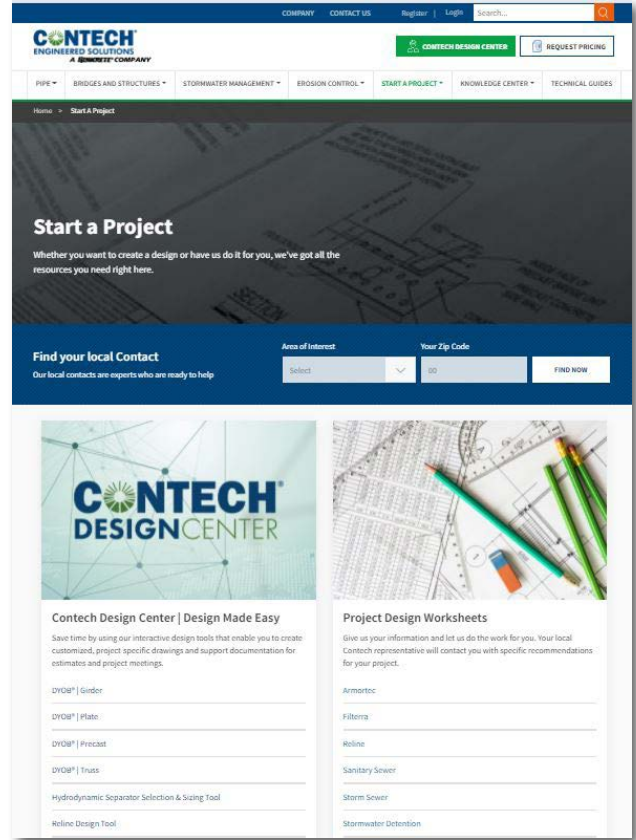 COMPANY CONTACT US Register | Login Search...
CONTECH®
ENGINEERED SOLUTIONS
A QUIKRETE® COMPANY
CONTECH DESIGN CENTER REQUEST PRICING
PIPE BRIDGES AND STRUCTURES STORMWATER MANAGEMENT EROSION CONTROL START A PROJECT KNOWLEDGE CENTER TECHNICAL GUIDES
Home > Start A Project
Start a Project
Whether you want to create a design or have us do it for you, we've got all the
resources you need right here.
SECTION
Find your local Contact
Our local contacts are experts who are ready to help
Area of Interest
Select
Your Zip Code
00
FIND NOW
CONTECH®
DESIGNCENTER
Contech Design Center | Design Made Easy
Save time by using our interactive design tools that enable you to create
customized, project specific drawings and support documentation for
estimates and project meetings.
DYOB® | Girder
DYOB® | Plate
DYOB® | Precast
DYOB® | Truss
Hydrodynamic Separator Selection & Sizing Tool
Reline Design Tool
Project Design Worksheets
Give us your information and let us do the work for you. Your local
Contech representative will contact you with specific recommendations
for your project.
Armortec
Filterra
Reline
Sanitary Sewer
Storm Sewer
Stormwater Detention